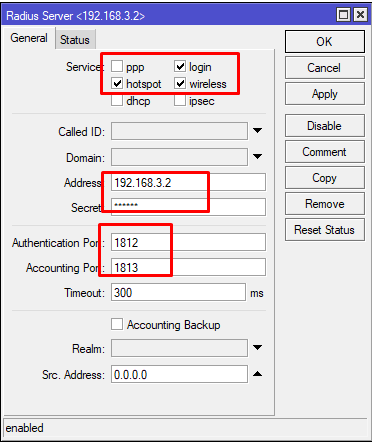 Radius Server <192.168.3.2>
General Status
Service: ppp login
hotspot wireless
dhcp ipsec
Called ID:
Domain:
Address: 192.168.3.2
Secret: ******
Authentication Port: 1812
Accounting Port: 1813
Timeout: 300 ms
Accounting Backup
Realm:
Src. Address: 0.0.0.0
enabled
OK
Cancel
Apply
Disable
Comment
Copy
Remove
Reset Status